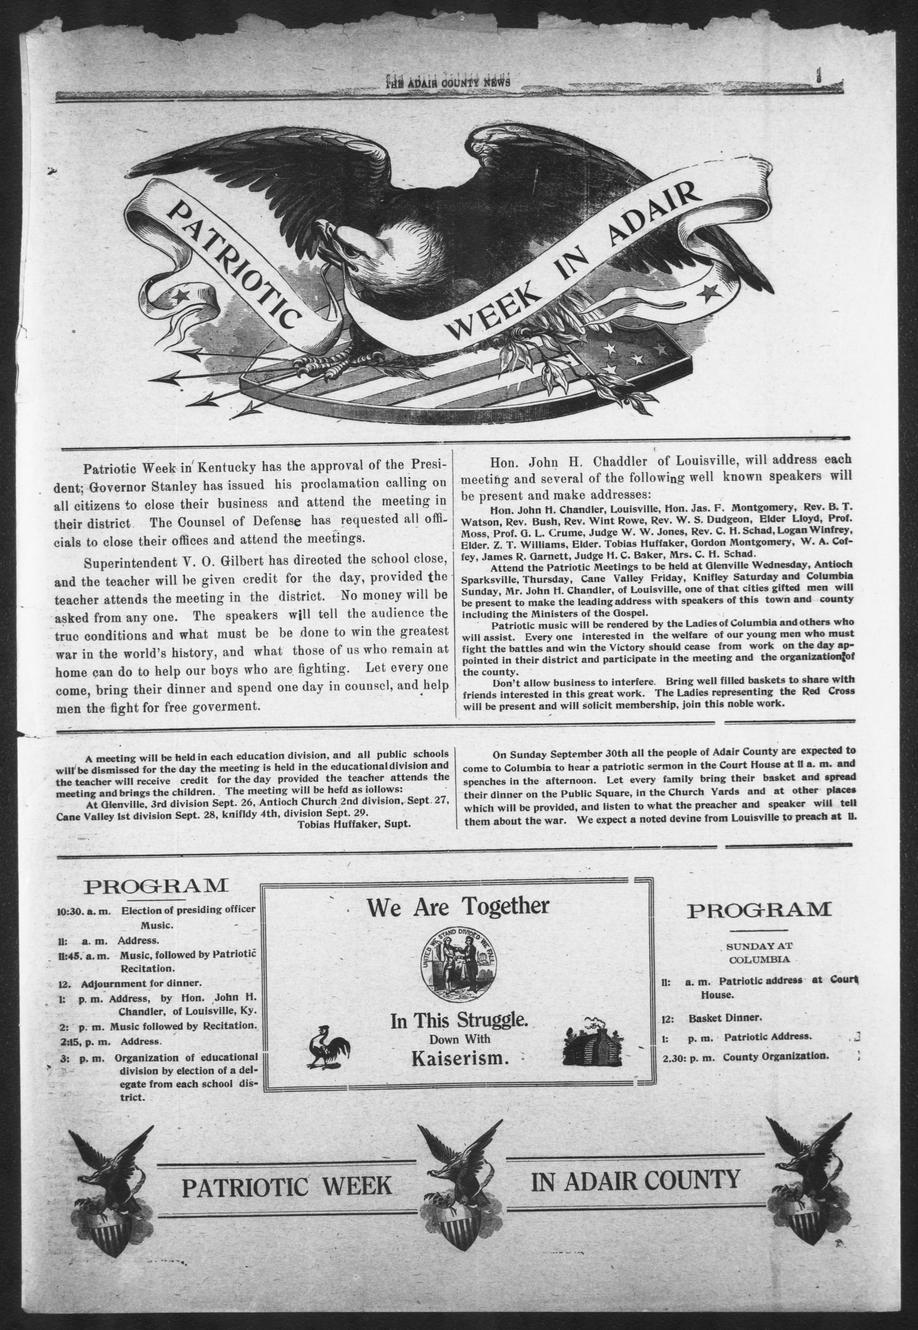 THE ADAIR COUNTY NEWS
PATRIOTIC WEEK IN ADAIR
Patriotic Week in Kentucky has the approval of the Presi-
dent; Governor Stanley has issued his proclamation calling on
all citizens to close their business and attend the meeting in
their district. The Counsel of Defense has requested all offi-
cials to close their offices and attend the meetings.
Superintendent V. O. Gilbert has directed the school close,
and the teacher will be given credit for the day, provided the
teacher attends the meeting in the district. No money will be
asked from any one. The speakers will tell the audience the
true conditions and what must be be done to win the greatest
war in the world's history, and what those of us who remain at
home can do to help our boys who are fighting. Let every one
come, bring their dinner and spend one day in counsel, and help
men the fight for free goverment.
Hon. John H. Chaddler of Louisville, will address each
meeting and several of the following well known speakers will
be present and make addresses:
Hon. John H. Chandler, Louisville, Hon. Jas. F. Montgomery, Rev. B. T.
Watson, Rev. Bush, Rev. Wint Rowe, Rev. W. S. Dudgeon, Elder Lloyd, Prof.
Moss, Prof. G. L. Crume, Judge W. W. Jones, Rev. C. H. Schad, Logan Winfrey,
Elder. Z. T. Williams, Elder. Tobias Huffaker, Gordon Montgomery, W. A. Cof-
fey, James R. Garnett, Judge H. C. Baker, Mrs. C. H. Schad.
Attend the Patriotic Meetings to be held at Glenville Wednesday, Antioch
Sparksville, Thursday, Cane Valley Friday, Knifley Saturday and Columbia
Sunday, Mr. John H. Chandler, of Louisville, one of that cities gifted men will
be present to make the leading address with speakers of this town and county
including the Ministers of the Gospel.
Patriotic music will be rendered by the Ladies of Columbia and others who
will assist. Every one interested in the welfare of our young men who must
fight the battles and win the Victory should cease from work on the day ap-
pointed in their district and participate in the meeting and the organization of
the county.
Don't allow business to interfere. Bring well filled baskets to share with
friends interested in this great work. The Ladies representing the Red Cross
will be present and will solicit membership, join this noble work.
A meeting will be held in each education division, and all public schools
will be dismissed for the day the meeting is held in the educational division and
the teacher will receive credit for the day provided the teacher attends the
meeting and brings the children. The meeting will be hefd as iollows:
At Glenville, 3rd division Sept. 26, Antioch Church 2nd division, Sept. 27,
Cane Valley 1st division Sept. 28, knifldy 4th, division Sept. 29.
Tobias Huffaker, Supt.
On Sunday September 30th all the people of Adair County are expected to
come to Columbia to hear a patriotic sermon in the Court House at 11 a. m. and
speaches in the afternoon. Let every family bring their basket and spread
their dinner on the Public Square, in the Church Yards and at other places
which will be provided, and listen to what the preacher and speaker will tell
them about the war. We expect a noted devine from Louisville to preach at 11.
PROGRAM
10:30. a. m. Election of presiding officer
Music.
11: a. m. Address.
11:45. a. m. Music, followed by Patriotic
Recitation.
12. Adjournment for dinner.
1: p. m. Address, by Hon. John H.
Chandler, of Louisville, Ky.
2: p. m. Music followed by Recitation.
2:15, p. m. Address.
3: p. m. Organization of educational
division by election of a del-
egate from each school dis-
trict.
We Are Together
UNITED WE STAND DIVIDED WE FALL
In This Struggle.
Down With
Kaiserism.
PROGRAM
SUNDAY AT
COLUMBIA
11: a. m. Patriotic address at Court
House.
12: Basket Dinner.
1: p. m. Patriotic Address.
2.30: p. m. County Organization.
PATRIOTIC WEEK IN ADAIR COUNTY